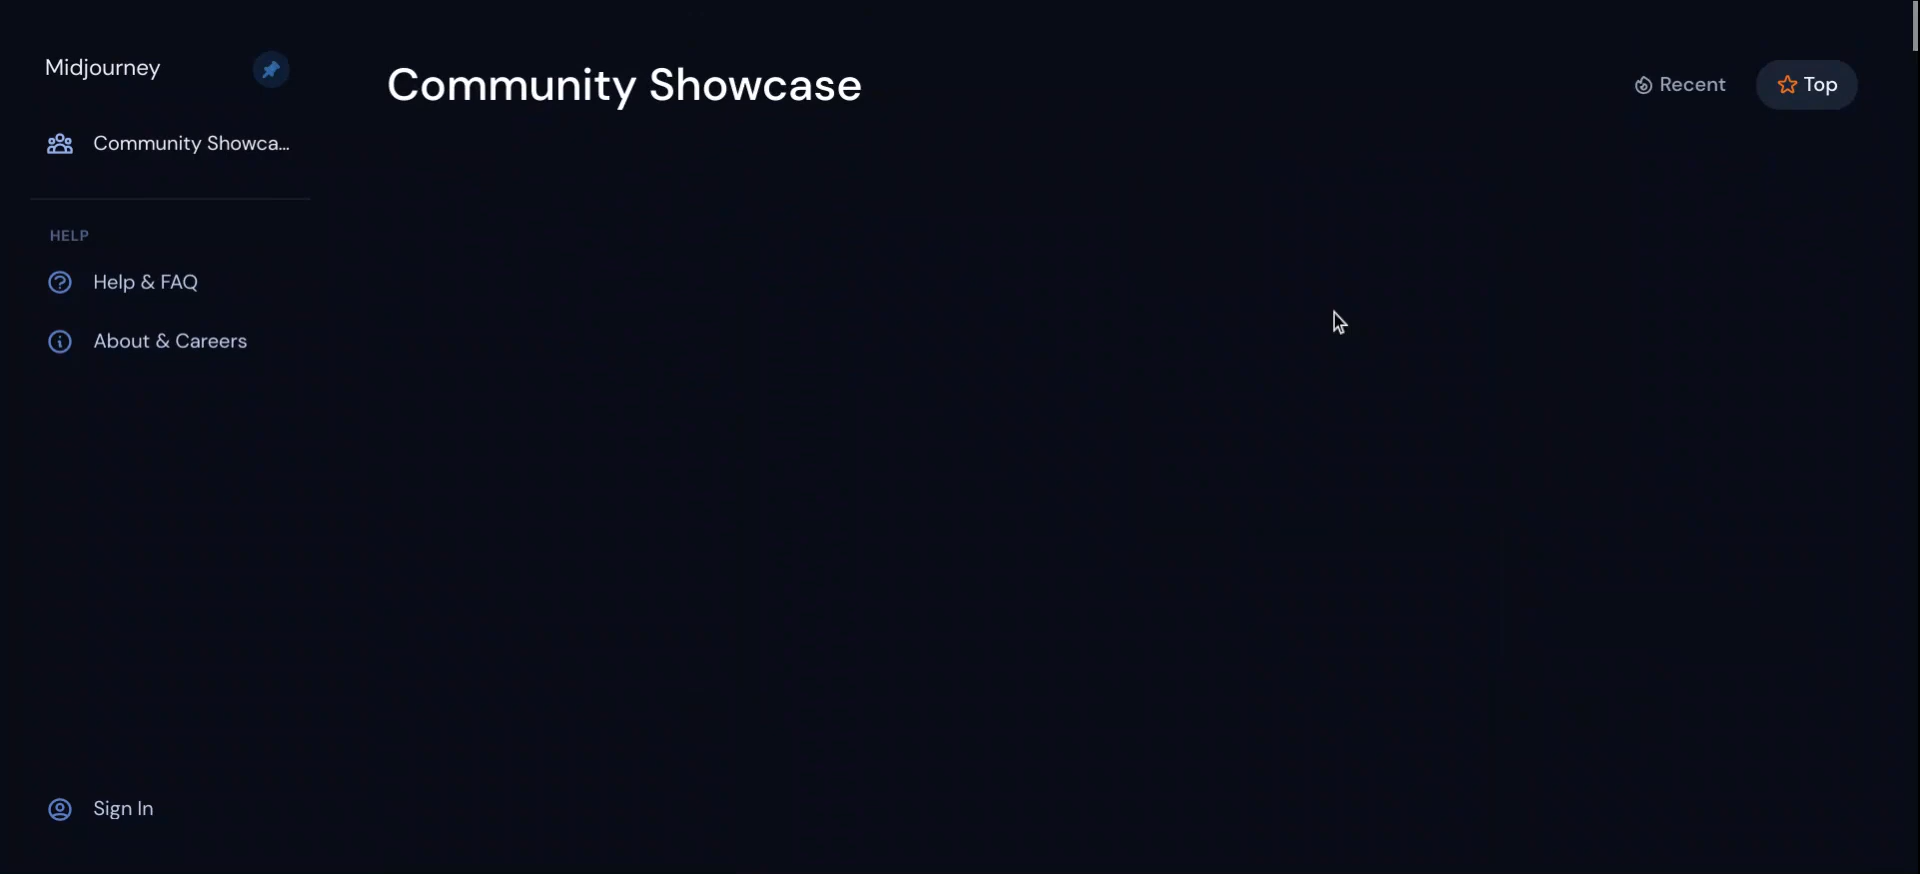 Midjourney
Community Showca...
HELP
Help & FAQ
About & Careers
Sign In
Community Showcase
Recent
Top